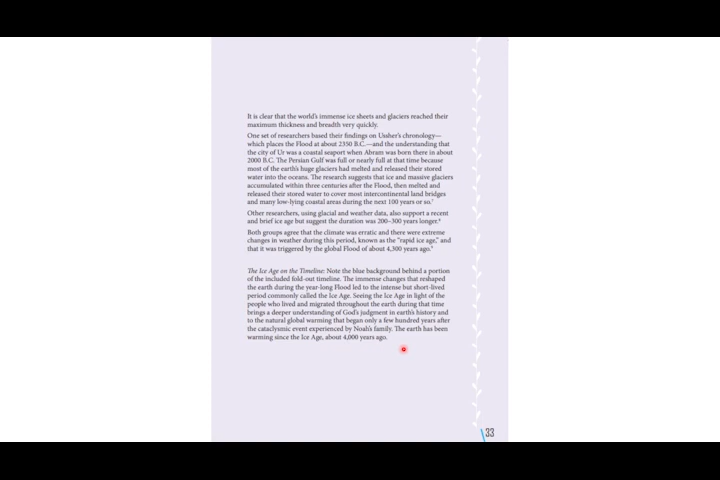 It is clear that the world's immense ice sheets and glaciers reached their
maximum thickness and breadth very quickly.
One set of researchers based their findings on Ussher's chronology—
which places the Flood at about 2350 B.C.—and the understanding that
the city of Ur was a coastal seaport when Abram was born there in about
2000 B.C. The Persian Gulf was full or nearly full at that time because
most of the earth's huge glaciers had melted and released their stored
water into the oceans. The research suggests that ice and massive glaciers
accumulated within three centuries after the Flood, then melted and
released their stored water to cover most intercontinental land bridges
and many low-lying coastal areas during the next 100 years or so.⁷
Other researchers, using glacial and weather data, also support a recent
and brief ice age but suggest the duration was 200–300 years longer.⁸
Both groups agree that the climate was erratic and there were extreme
changes in weather during this period, known as the "rapid ice age," and
that it was triggered by the global Flood of about 4,300 years ago.⁹
The Ice Age on the Timeline: Note the blue background behind a portion
of the included fold-out timeline. The immense changes that reshaped
the earth during the year-long Flood led to the intense but short-lived
period commonly called the Ice Age. Seeing the Ice Age in light of the
people who lived and migrated throughout the earth during that time
brings a deeper understanding of God's judgment in earth's history and
to the natural global warming that began only a few hundred years after
the cataclysmic event experienced by Noah's family. The earth has been
warming since the Ice Age, about 4,000 years ago.
33